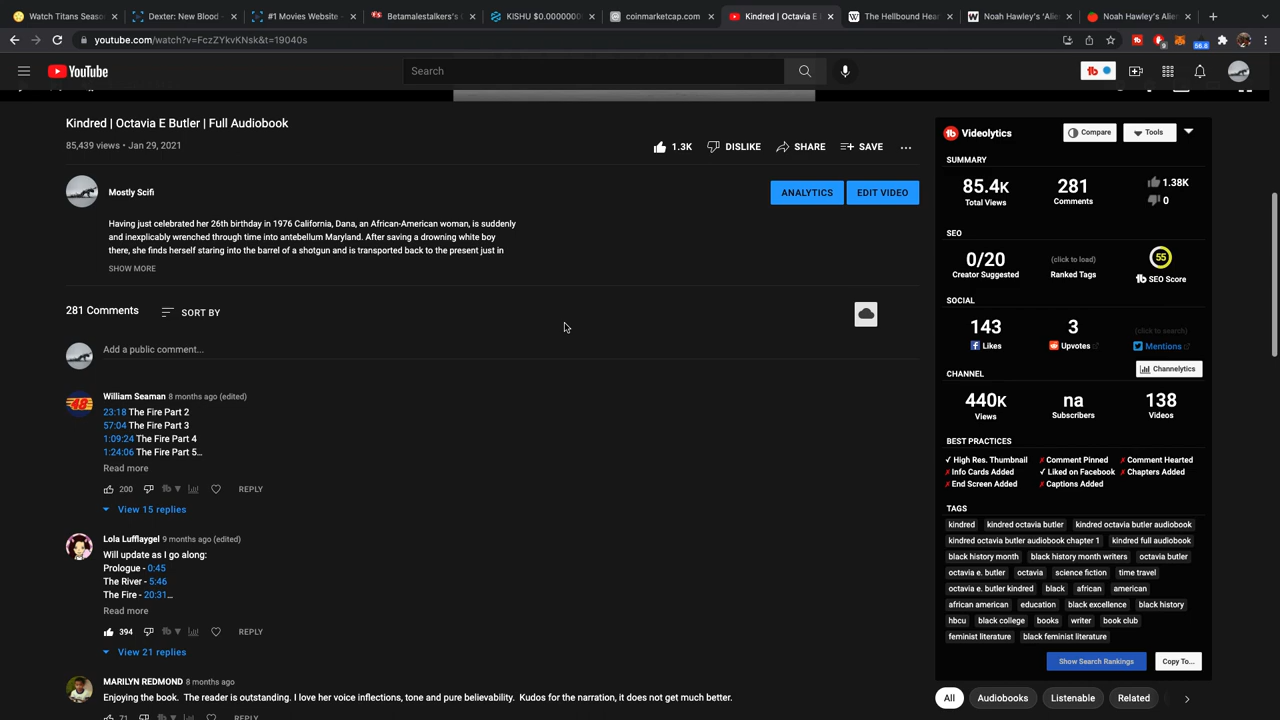 Watch Titans Seaso
Dexter: New Blood -
#1 Movies Website -
Betamalestalkers's
KISHU $0.0000000
coinmarketcap.com
Kindred | Octavia E
The Hellbound Hear
Noah Hawley's 'Alien
Noah Hawley's Alien
youtube.com/watch?v=FczZYkvKNsk&t=19040s
9
56.8
YouTube
Search
tb
Kindred | Octavia E Butler | Full Audiobook
85,439 views • Jan 29, 2021
1.3K DISLIKE SHARE SAVE
Mostly Scifi
ANALYTICS EDIT VIDEO
Having just celebrated her 26th birthday in 1976 California, Dana, an African-American woman, is suddenly
and inexplicably wrenched through time into antebellum Maryland. After saving a drowning white boy
there, she finds herself staring into the barrel of a shotgun and is transported back to the present just in
SHOW MORE
281 Comments SORT BY
Add a public comment...
William Seaman 8 months ago (edited)
23:18 The Fire Part 2
57:04 The Fire Part 3
1:09:24 The Fire Part 4
1:24:06 The Fire Part 5...
Read more
200 REPLY
View 15 replies
Lola Lufflaygel 9 months ago (edited)
Will update as I go along:
Prologue - 0:45
The River - 5:46
The Fire - 20:31...
Read more
394 REPLY
View 21 replies
MARILYN REDMOND 8 months ago
Enjoying the book. The reader is outstanding. I love her voice inflections, tone and pure believability. Kudos for the narration, it does not get much better.
71 REPLY
tb Videolytics Compare Tools
SUMMARY
85.4K 281 1.38K
Total Views Comments 0
SEO
0/20 (click to load) 55
Creator Suggested Ranked Tags tb SEO Score
SOCIAL
143 3 (click to search)
Likes Upvotes Mentions
CHANNEL Channelytics
440K na 138
Views Subscribers Videos
BEST PRACTICES
✓ High Res. Thumbnail ✗ Comment Pinned ✗ Comment Hearted
✗ Info Cards Added ✓ Liked on Facebook ✗ Chapters Added
✗ End Screen Added ✗ Captions Added
TAGS
kindred kindred octavia butler kindred octavia butler audiobook
kindred octavia butler audiobook chapter 1 kindred full audiobook
black history month black history month writers octavia butler
octavia e. butler octavia science fiction time travel
octavia e. butler kindred black african american
african american education black excellence black history
hbcu black college books writer book club
feminist literature black feminist literature
Show Search Rankings Copy To...
All Audiobooks Listenable Related